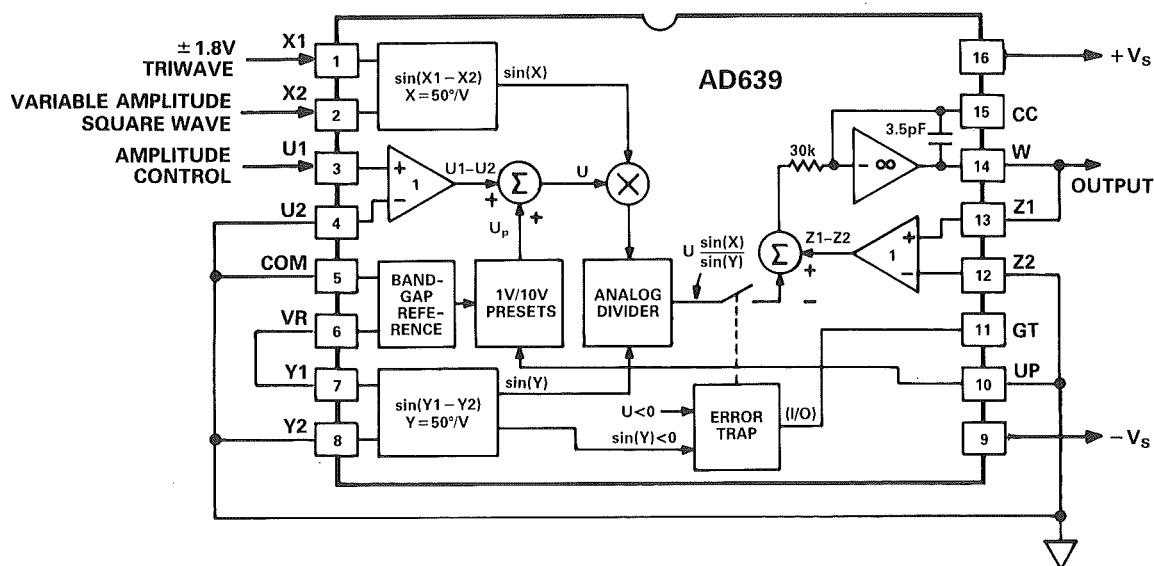 ± 1.8V
TRIWAVE
X1
1
VARIABLE AMPLITUDE
SQUARE WAVE
X2
2
AMPLITUDE
CONTROL
U1
3
U2
4
COM
5
VR
6
Y1
7
Y2
8
sin(X1−X2)
X=50°/V
sin(X)
AD639
+
−
1
U1−U2
+
Σ
+
U
X
Up
BAND-
GAP
REFE-
RENCE
1V/10V
PRESETS
ANALOG
DIVIDER
U sin(X)
sin(Y)
sin(Y1−Y2)
Y=50°/V
sin(Y)
U<0
sin(Y)<0
ERROR
TRAP
(I/O)
30k
3.5pF
− ∞
Σ
+
−
Z1−Z2
1
+
−
16
+VS
15
CC
14
W
OUTPUT
13
Z1
12
Z2
11
GT
10
UP
9
−VS